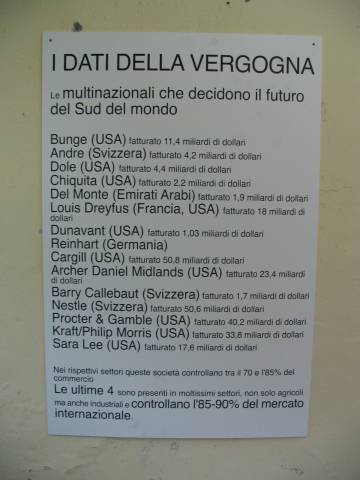 I DATI DELLA VERGOGNA
Le multinazionali che decidono il futuro
del Sud del mondo
Bunge (USA) fatturato 11,4 miliardi di dollari
Andre (Svizzera) fatturato 4,2 miliardi di dollari
Dole (USA) fatturato 4,4 miliardi di dollari
Chiquita (USA) fatturato 2,2 miliardi di dollari
Del Monte (Emirati Arabi) fatturato 1,9 miliardi di dollari
Louis Dreyfus (Francia, USA) fatturato 18 miliardi di
dollari
Dunavant (USA) fatturato 1,03 miliardi di dollari
Reinhart (Germania)
Cargill (USA) fatturato 50,8 miliardi di dollari
Archer Daniel Midlands (USA) fatturato 23,4 miliardi
di dollari
Barry Callebaut (Svizzera) fatturato 1,7 miliardi di dollari
Nestle (Svizzera) fatturato 50,6 miliardi di dollari
Procter & Gamble (USA) fatturato 40,2 miliardi di dollari
Kraft/Philip Morris (USA) fatturato 33,8 miliardi di dollari
Sara Lee (USA) fatturato 17,6 miliardi di dollari
Nei rispettivi settori queste società controllano tra il 70 e l'85% del
commercio
Le ultime 4 sono presenti in moltissimi settori, non solo agricoli
ma anche industriali e controllano l'85-90% del mercato
internazionale.